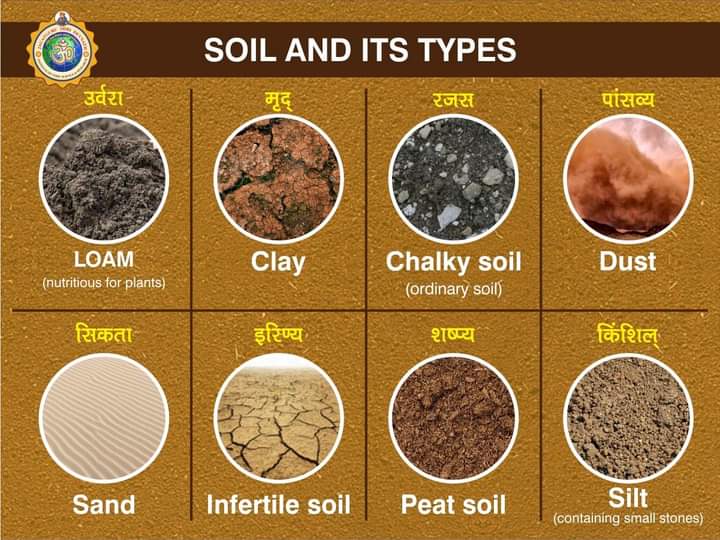 SOIL AND ITS TYPES
उर्वरा
मृद्
रजस
पांसव्य
LOAM
(nutritious for plants)
Clay
Chalky soil
(ordinary soil)
Dust
सिकता
इरिण्य
शष्प्य
किंशिल्
Sand
Infertile soil
Peat soil
Silt
(containing small stones)